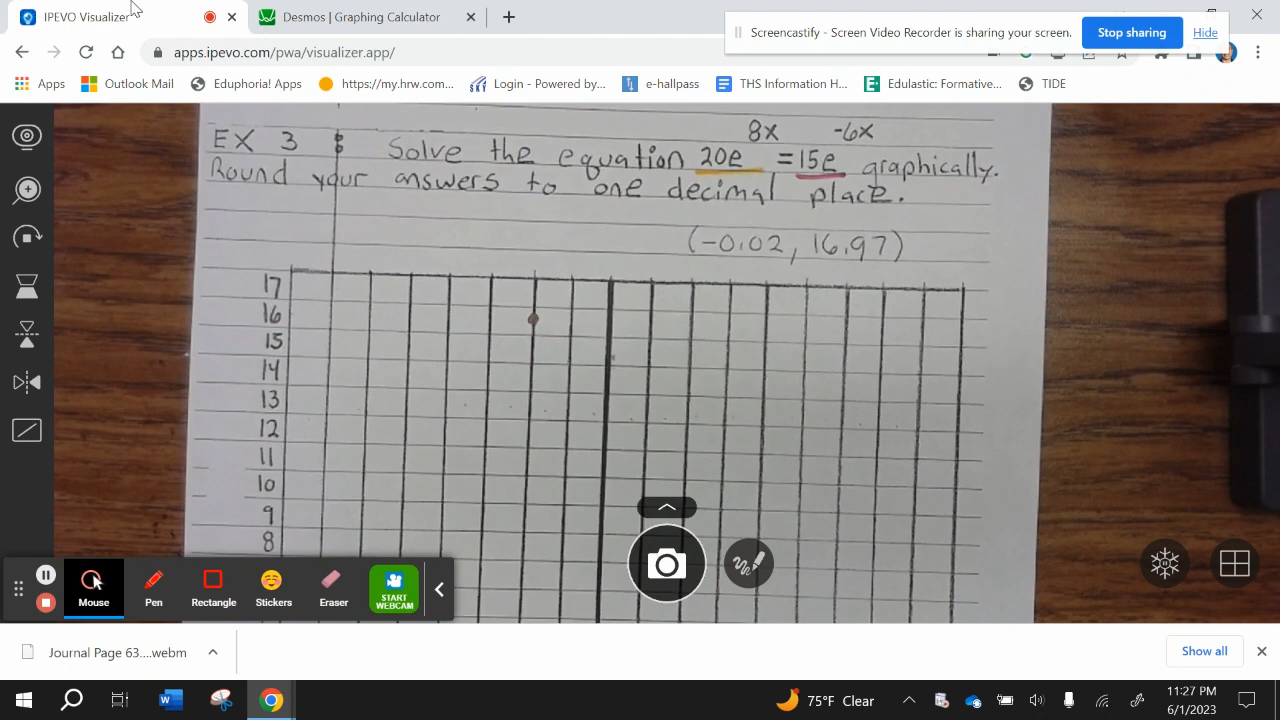 IPEVO Visualizer
Desmos | Graphing Calculator
Screencastify - Screen Video Recorder is sharing your screen.
Stop sharing
Hide
apps.ipevo.com/pwa/visualizer.app/
Apps
Outlook Mail
Eduphoria! A
https://my.hrw.com...
Login - Powered by...
e-hallpass
THS Information H...
Edulastic: Formative...
TIDE
8x -6x
EX 3 : Solve the equation 20e = 15e graphically.
Round your answers to one decimal place.
(-0.02, 16.97)
17
16
15
14
13
12
11
10
9
8
Mouse
Pen
Rectangle
Stickers
Eraser
START
WEBCAM
Journal Page 63....webm
Show all
75°F Clear
11:27 PM
6/1/2023